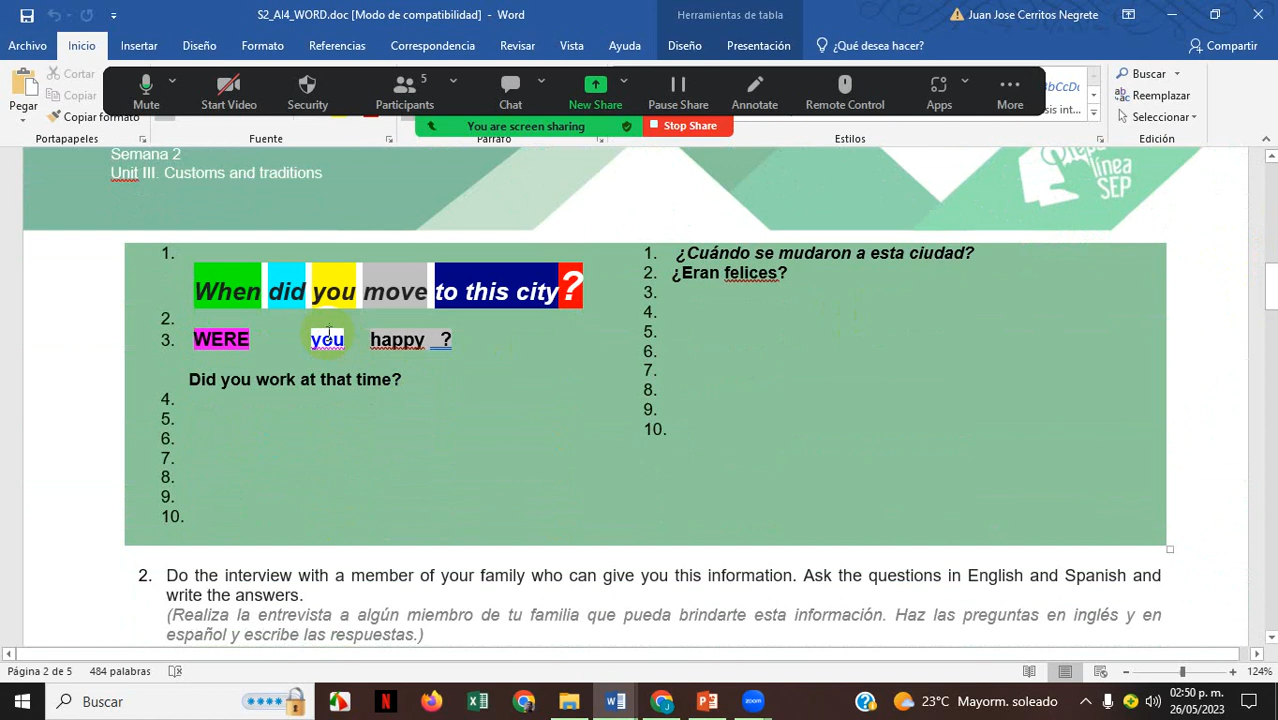 S2_AI4_WORD.doc [Modo de compatibilidad] - Word
Herramientas de tabla
Juan Jose Cerritos Negrete
Archivo Inicio Insertar Diseño Formato Referencias Correspondencia Revisar Vista Ayuda Diseño Presentación ¿Qué desea hacer? Compartir
Pegar
Cortar
Copiar
Copiar formato
Mute
Start Video
Security
5
Participants
Chat
New Share
Pause Share
Annotate
Remote Control
Apps
More
You are screen sharing
Stop Share
Buscar
Reemplazar
Seleccionar
Portapapeles Fuente Párrafo Estilos Edición
Semana 2
Unit III. Customs and traditions
Prepa
línea
SEP
1.
When did you move to this city?
2.
3. WERE you happy ?
Did you work at that time?
4.
5.
6.
7.
8.
9.
10.
1. ¿Cuándo se mudaron a esta ciudad?
2. ¿Eran felices?
3.
4.
5.
6.
7.
8.
9.
10.
2. Do the interview with a member of your family who can give you this information. Ask the questions in English and Spanish and
write the answers.
(Realiza la entrevista a algún miembro de tu familia que pueda brindarte esta información. Haz las preguntas en inglés y en
español y escribe las respuestas.)
Página 2 de 5 484 palabras
124%
Buscar
23°C Mayorm. soleado
02:50 p. m.
26/05/2023